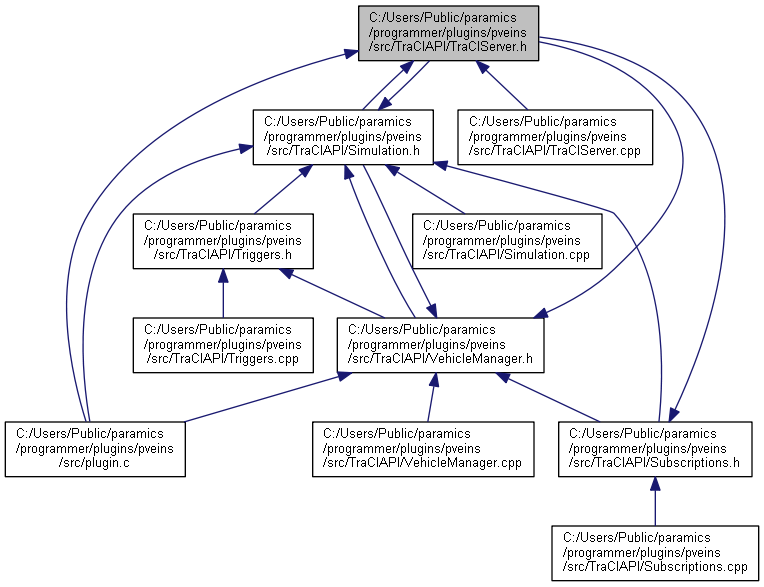 C:/Users/Public/paramics
/programmer/plugins/pveins
/src/TraCIAPI/TraCIServer.h
C:/Users/Public/paramics
/programmer/plugins/pveins
/src/TraCIAPI/Simulation.h
C:/Users/Public/paramics
/programmer/plugins/pveins
/src/TraCIAPI/TraCIServer.cpp
C:/Users/Public/paramics
/programmer/plugins/pveins
/src/TraCIAPI/Triggers.h
C:/Users/Public/paramics
/programmer/plugins/pveins
/src/TraCIAPI/Simulation.cpp
C:/Users/Public/paramics
/programmer/plugins/pveins
/src/TraCIAPI/Triggers.cpp
C:/Users/Public/paramics
/programmer/plugins/pveins
/src/TraCIAPI/VehicleManager.h
C:/Users/Public/paramics
/programmer/plugins/pveins
/src/plugin.c
C:/Users/Public/paramics
/programmer/plugins/pveins
/src/TraCIAPI/VehicleManager.cpp
C:/Users/Public/paramics
/programmer/plugins/pveins
/src/TraCIAPI/Subscriptions.h
C:/Users/Public/paramics
/programmer/plugins/pveins
/src/TraCIAPI/Subscriptions.cpp